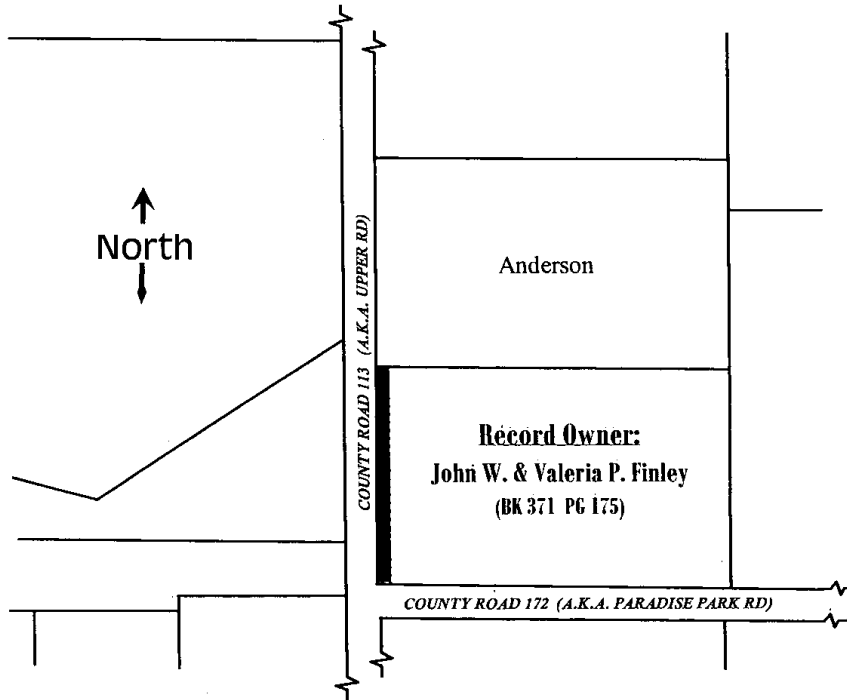 North
COUNTY ROAD 113 (A.K.A. UPPER RD)
Anderson
Record Owner:
John W. & Valeria P. Finley
(BK 371 PG 175)
COUNTY ROAD 172 (A.K.A. PARADISE PARK RD)